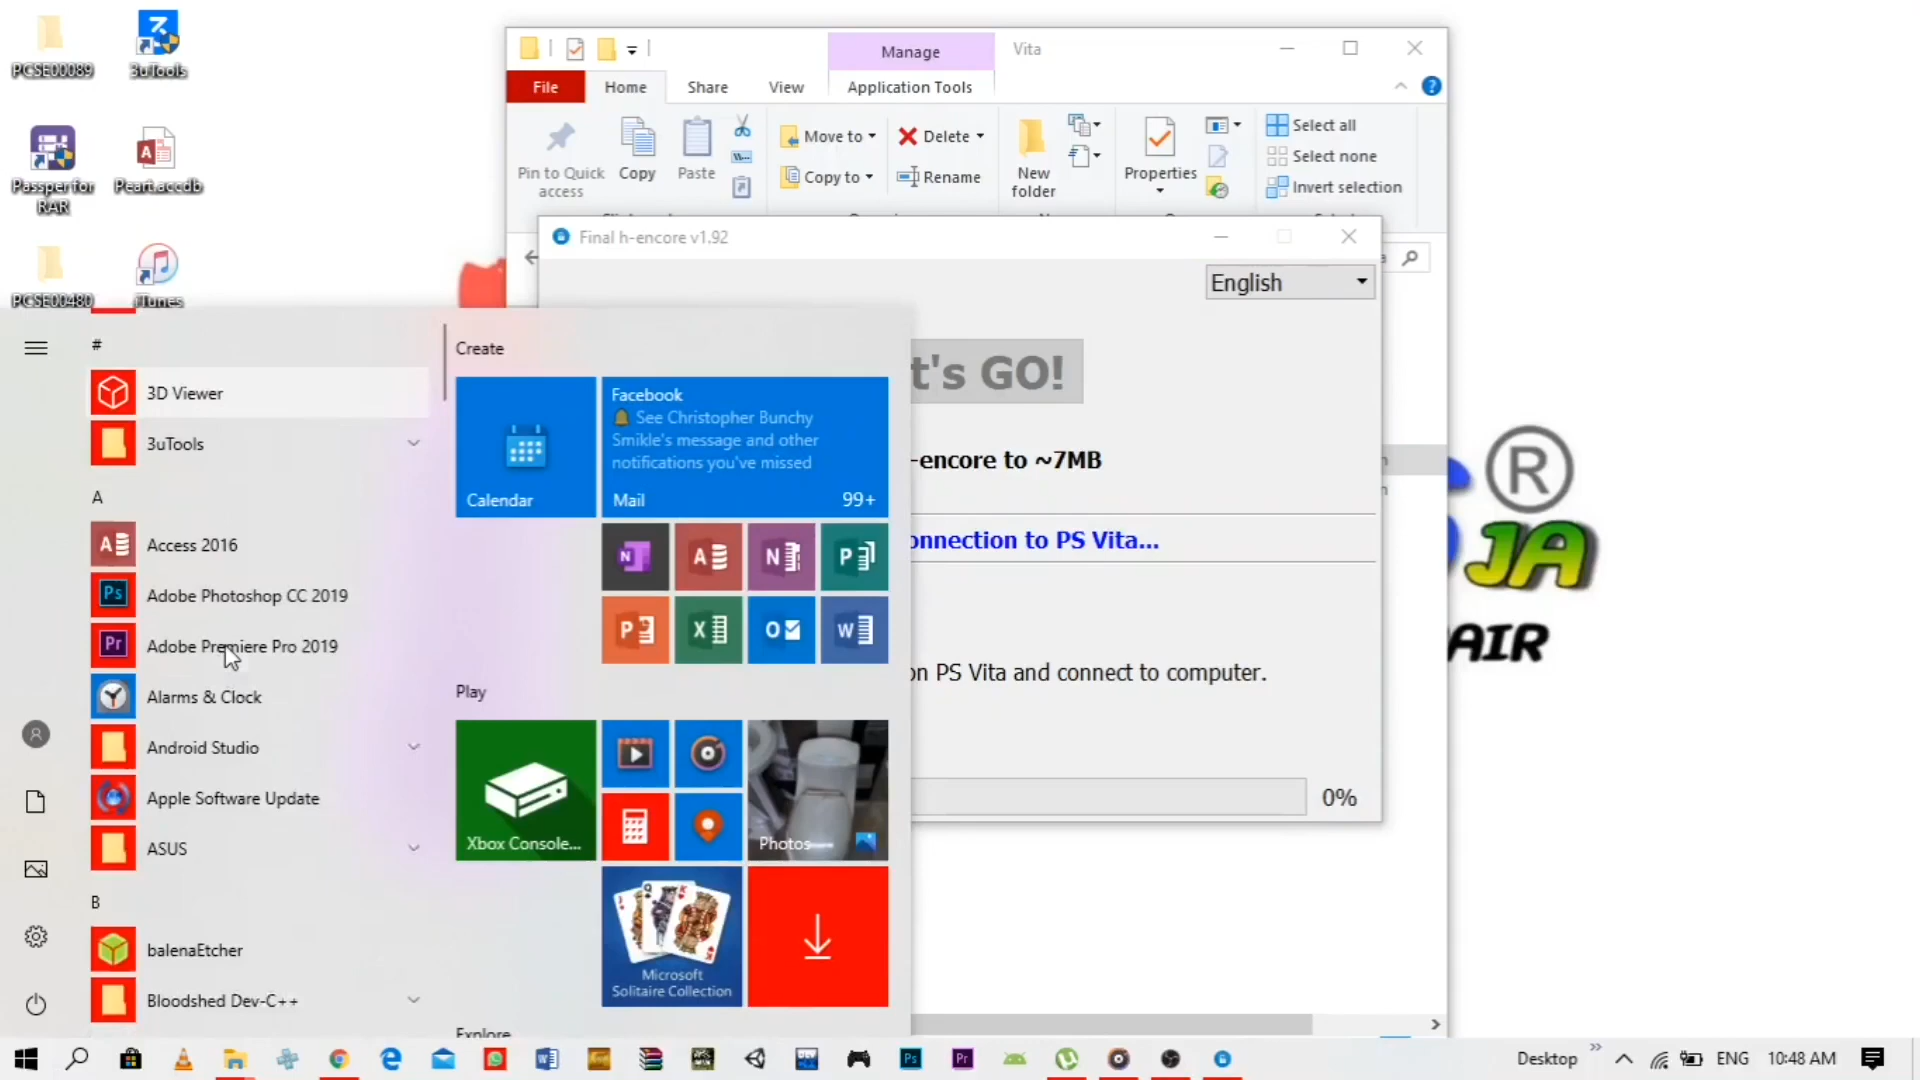 PCSE00089
3uTools
Passper for
RAR
Peart.accdb
PCSE00480
iTunes
Manage
Vita
File
Home
Share
View
Application Tools
Pin to Quick
access
Copy
Paste
Move to
Copy to
Delete
Rename
New
folder
Properties
Select all
Select none
Invert selection
Final h-encore v1.92
English
t's GO!
-encore to ~7MB
onnection to PS Vita...
on PS Vita and connect to computer.
0%
®
JA
AIR
#
3D Viewer
3uTools
A
Access 2016
Adobe Photoshop CC 2019
Adobe Premiere Pro 2019
Alarms & Clock
Android Studio
Apple Software Update
ASUS
B
balenaEtcher
Bloodshed Dev-C++
Create
Calendar
Facebook
See Christopher Bunchy
Smikle's message and other
notifications you've missed
Mail
99+
Play
Xbox Console...
Photos
Microsoft
Solitaire Collection
Explore
Desktop
ENG
10:48 AM